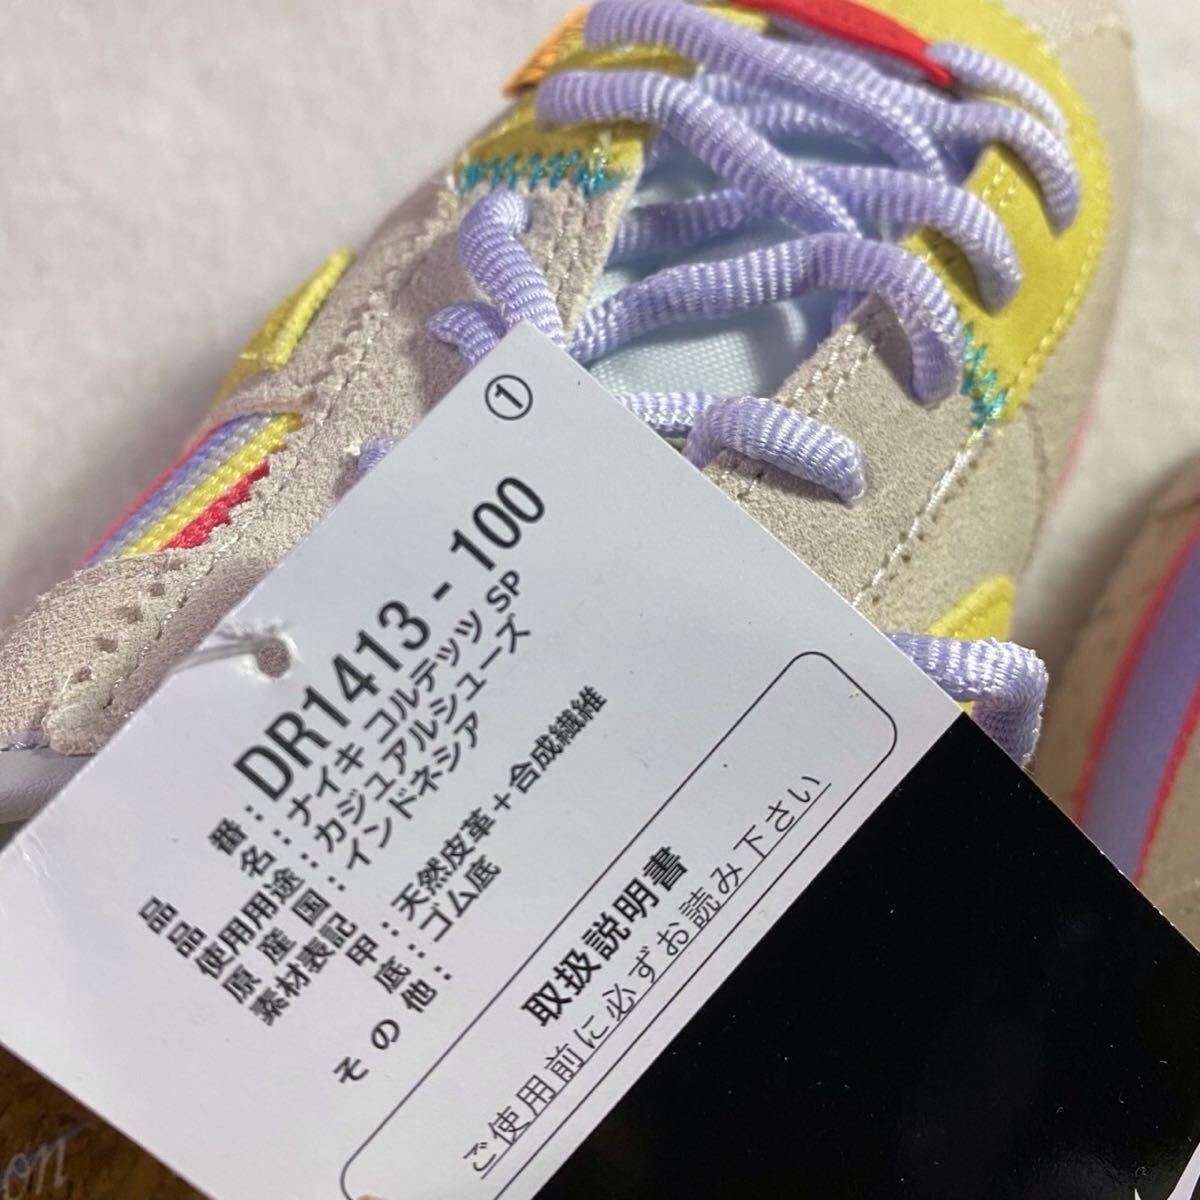 ①
品番：DR1413-100
品名：ナイキ コルテッツ SP
使用用途：カジュアルシューズ
原産国：インドネシア
素材表記 甲：天然皮革＋合成繊維
底：ゴム底
その他：
取扱説明書
ご使用前に必ずお読み下さい